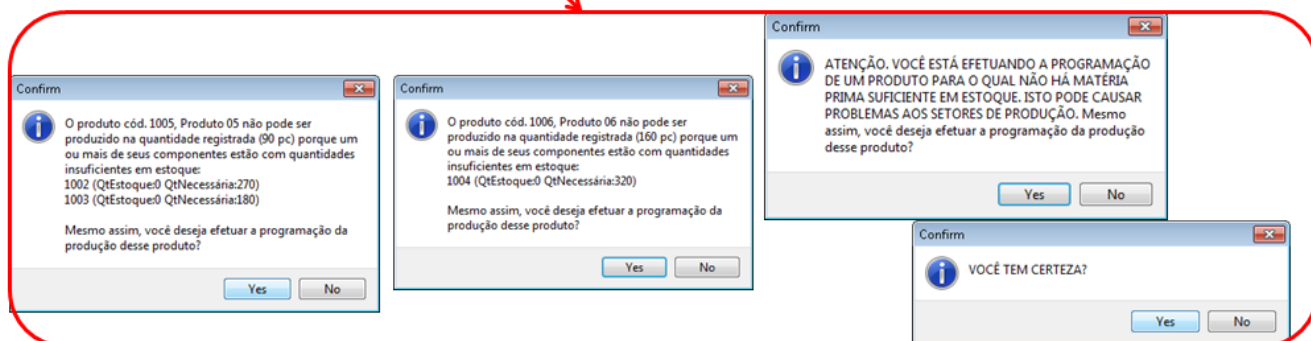 Confirm
O produto cód. 1005, Produto 05 não pode ser
produzido na quantidade registrada (90 pc) porque um
ou mais de seus componentes estão com quantidades
insuficientes em estoque:
1002 (QtEstoque:0 QtNecessária:270)
1003 (QtEstoque:0 QtNecessária:180)
Mesmo assim, você deseja efetuar a programação da
produção desse produto?
Yes No
Confirm
O produto cód. 1006, Produto 06 não pode ser
produzido na quantidade registrada (160 pc) porque um
ou mais de seus componentes estão com quantidades
insuficientes em estoque:
1004 (QtEstoque:0 QtNecessária:320)
Mesmo assim, você deseja efetuar a programação da
produção desse produto?
Yes No
Confirm
ATENÇÃO. VOCÊ ESTÁ EFETUANDO A PROGRAMAÇÃO
DE UM PRODUTO PARA O QUAL NÃO HÁ MATÉRIA
PRIMA SUFICIENTE EM ESTOQUE. ISTO PODE CAUSAR
PROBLEMAS AOS SETORES DE PRODUÇÃO. Mesmo
assim, você deseja efetuar a programação da produção
desse produto?
Yes No
Confirm
VOCÊ TEM CERTEZA?
Yes No